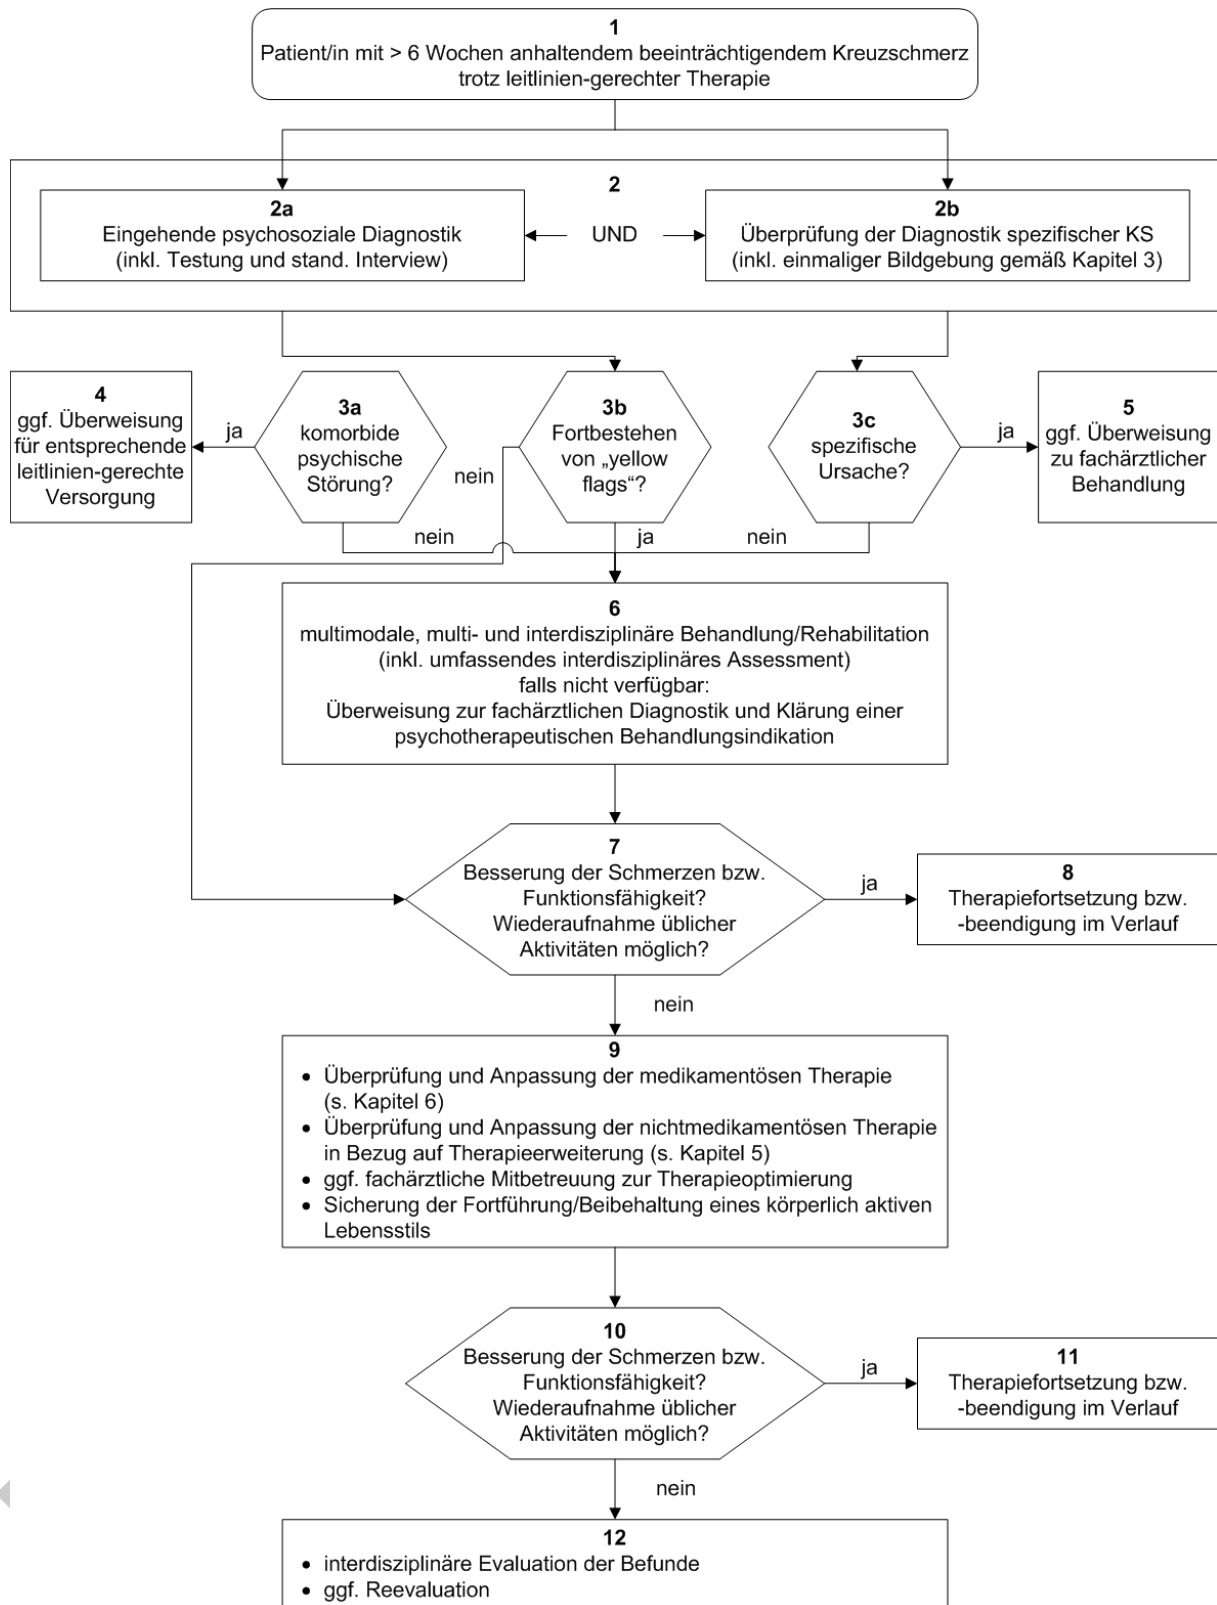 1
Patient/in mit > 6 Wochen anhaltendem beeinträchtigendem Kreuzschmerz
trotz leitlinien-gerechter Therapie
2
2a
Eingehende psychosoziale Diagnostik
(inkl. Testung und stand. Interview)
UND
2b
Überprüfung der Diagnostik spezifischer KS
(inkl. einmaliger Bildgebung gemäß Kapitel 3)
4
ggf. Überweisung
für entsprechende
leitlinien-gerechte
Versorgung
ja
3a
komorbide
psychische
Störung?
nein
3b
Fortbestehen
von „yellow
flags“?
3c
spezifische
Ursache?
ja
5
ggf. Überweisung
zu fachärztlicher
Behandlung
nein
ja
nein
6
multimodale, multi- und interdisziplinäre Behandlung/Rehabilitation
(inkl. umfassendes interdisziplinäres Assessment)
falls nicht verfügbar:
Überweisung zur fachärztlichen Diagnostik und Klärung einer
psychotherapeutischen Behandlungsindikation
7
Besserung der Schmerzen bzw.
Funktionsfähigkeit?
Wiederaufnahme üblicher
Aktivitäten möglich?
ja
8
Therapiefortsetzung bzw.
-beendigung im Verlauf
nein
9
• Überprüfung und Anpassung der medikamentösen Therapie
(s. Kapitel 6)
• Überprüfung und Anpassung der nichtmedikamentösen Therapie
in Bezug auf Therapieerweiterung (s. Kapitel 5)
• ggf. fachärztliche Mitbetreuung zur Therapieoptimierung
• Sicherung der Fortführung/Beibehaltung eines körperlich aktiven
Lebensstils
10
Besserung der Schmerzen bzw.
Funktionsfähigkeit?
Wiederaufnahme üblicher
Aktivitäten möglich?
ja
11
Therapiefortsetzung bzw.
-beendigung im Verlauf
nein
12
• interdisziplinäre Evaluation der Befunde
• ggf. Reevaluation